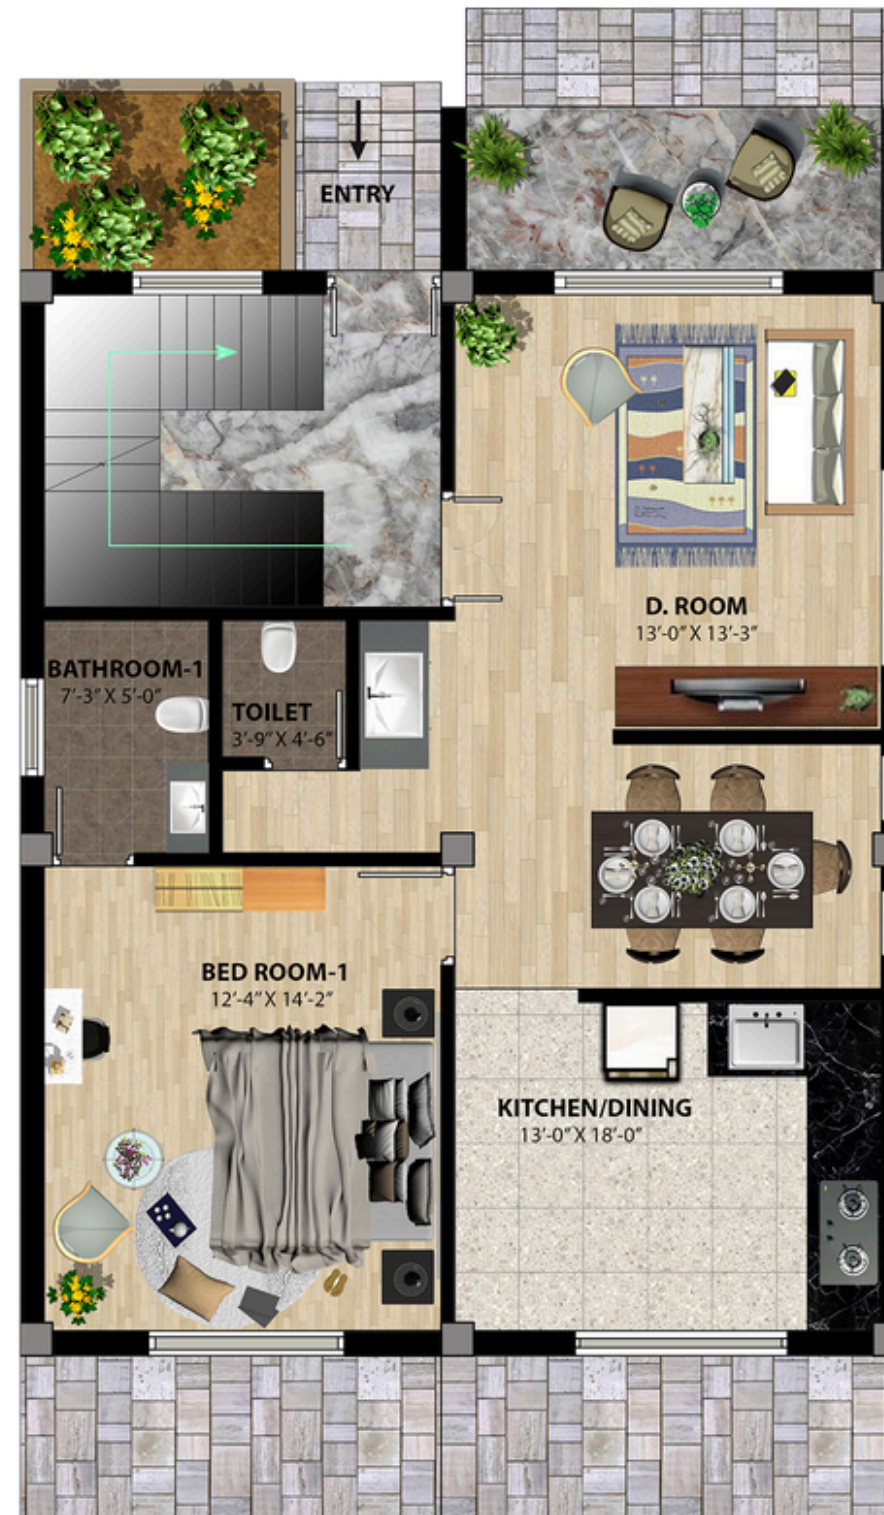 ENTRY
D. ROOM
13'-0" X 13'-3"
BATHROOM-1
7'-3" X 5'-0"
TOILET
3'-9" X 4'-6"
BED ROOM-1
12'-4" X 14'-2"
KITCHEN/DINING
13'-0" X 18'-0"